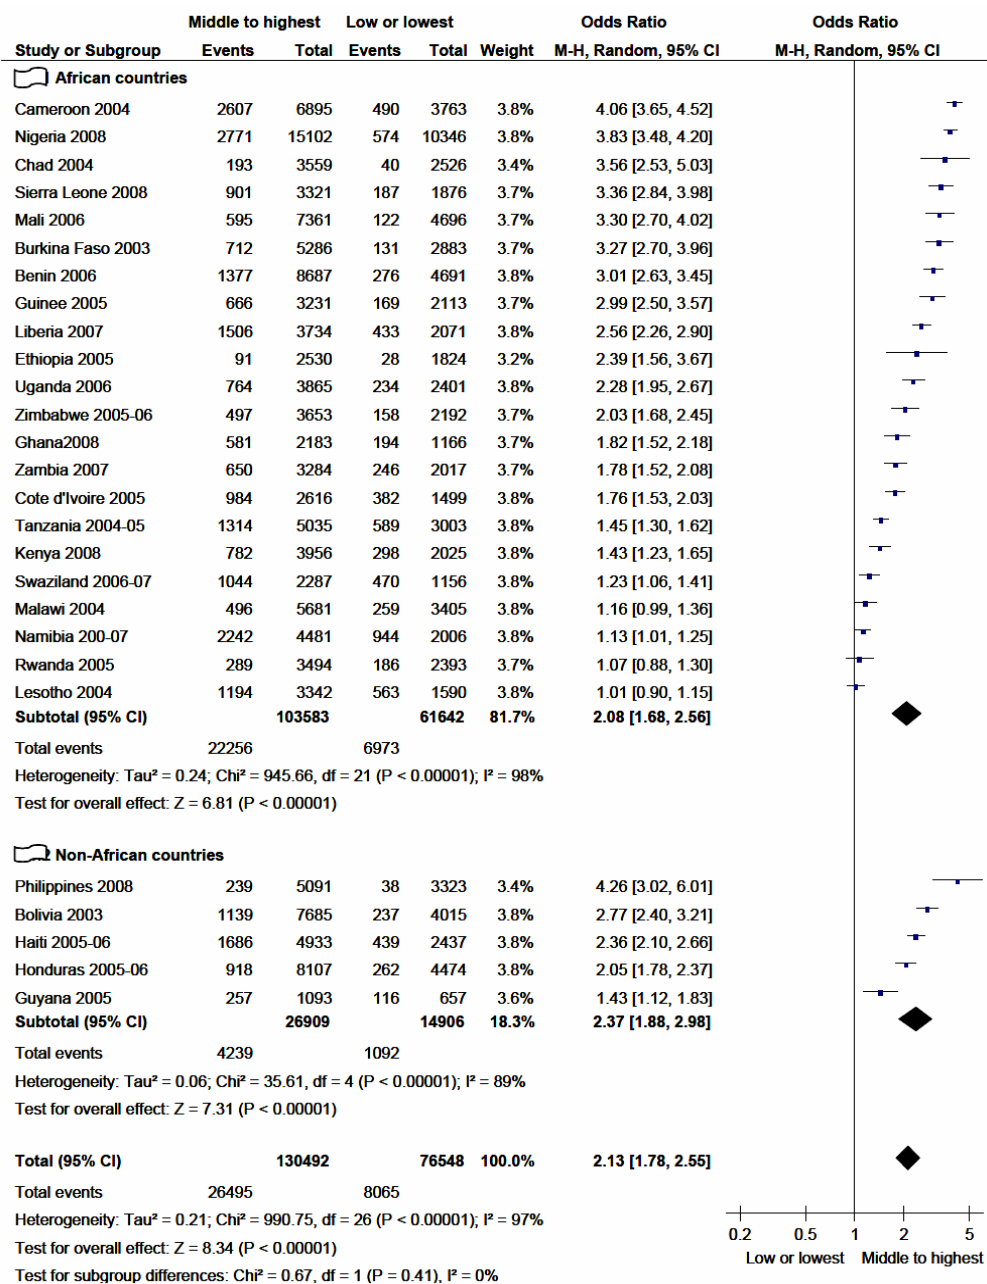 Middle to highest Low or lowest Odds Ratio Odds Ratio
Study or Subgroup Events Total Events Total Weight M-H, Random, 95% CI M-H, Random, 95% CI
African countries
Cameroon 2004 2607 6895 490 3763 3.8% 4.06 [3.65, 4.52]
Nigeria 2008 2771 15102 574 10346 3.8% 3.83 [3.48, 4.20]
Chad 2004 193 3559 40 2526 3.4% 3.56 [2.53, 5.03]
Sierra Leone 2008 901 3321 187 1876 3.7% 3.36 [2.84, 3.98]
Mali 2006 595 7361 122 4696 3.7% 3.30 [2.70, 4.02]
Burkina Faso 2003 712 5286 131 2883 3.7% 3.27 [2.70, 3.96]
Benin 2006 1377 8687 276 4691 3.8% 3.01 [2.63, 3.45]
Guinee 2005 666 3231 169 2113 3.7% 2.99 [2.50, 3.57]
Liberia 2007 1506 3734 433 2071 3.8% 2.56 [2.26, 2.90]
Ethiopia 2005 91 2530 28 1824 3.2% 2.39 [1.56, 3.67]
Uganda 2006 764 3865 234 2401 3.8% 2.28 [1.95, 2.67]
Zimbabwe 2005-06 497 3653 158 2192 3.7% 2.03 [1.68, 2.45]
Ghana2008 581 2183 194 1166 3.7% 1.82 [1.52, 2.18]
Zambia 2007 650 3284 246 2017 3.7% 1.78 [1.52, 2.08]
Cote d'Ivoire 2005 984 2616 382 1499 3.8% 1.76 [1.53, 2.03]
Tanzania 2004-05 1314 5035 589 3003 3.8% 1.45 [1.30, 1.62]
Kenya 2008 782 3956 298 2025 3.8% 1.43 [1.23, 1.65]
Swaziland 2006-07 1044 2287 470 1156 3.8% 1.23 [1.06, 1.41]
Malawi 2004 496 5681 259 3405 3.8% 1.16 [0.99, 1.36]
Namibia 200-07 2242 4481 944 2006 3.8% 1.13 [1.01, 1.25]
Rwanda 2005 289 3494 186 2393 3.7% 1.07 [0.88, 1.30]
Lesotho 2004 1194 3342 563 1590 3.8% 1.01 [0.90, 1.15]
Subtotal (95% CI) 103583 61642 81.7% 2.08 [1.68, 2.56]
Total events 22256 6973
Heterogeneity: Tau² = 0.24; Chi² = 945.66, df = 21 (P < 0.00001); I² = 98%
Test for overall effect: Z = 6.81 (P < 0.00001)
2 Non-African countries
Philippines 2008 239 5091 38 3323 3.4% 4.26 [3.02, 6.01]
Bolivia 2003 1139 7685 237 4015 3.8% 2.77 [2.40, 3.21]
Haiti 2005-06 1686 4933 439 2437 3.8% 2.36 [2.10, 2.66]
Honduras 2005-06 918 8107 262 4474 3.8% 2.05 [1.78, 2.37]
Guyana 2005 257 1093 116 657 3.6% 1.43 [1.12, 1.83]
Subtotal (95% CI) 26909 14906 18.3% 2.37 [1.88, 2.98]
Total events 4239 1092
Heterogeneity: Tau² = 0.06; Chi² = 35.61, df = 4 (P < 0.00001); I² = 89%
Test for overall effect: Z = 7.31 (P < 0.00001)
Total (95% CI) 130492 76548 100.0% 2.13 [1.78, 2.55]
Total events 26495 8065
Heterogeneity: Tau² = 0.21; Chi² = 990.75, df = 26 (P < 0.00001); I² = 97%
Test for overall effect: Z = 8.34 (P < 0.00001)
Test for subgroup differences: Chi² = 0.67, df = 1 (P = 0.41), I² = 0%
0.2 0.5 1 2 5
Low or lowest Middle to highest